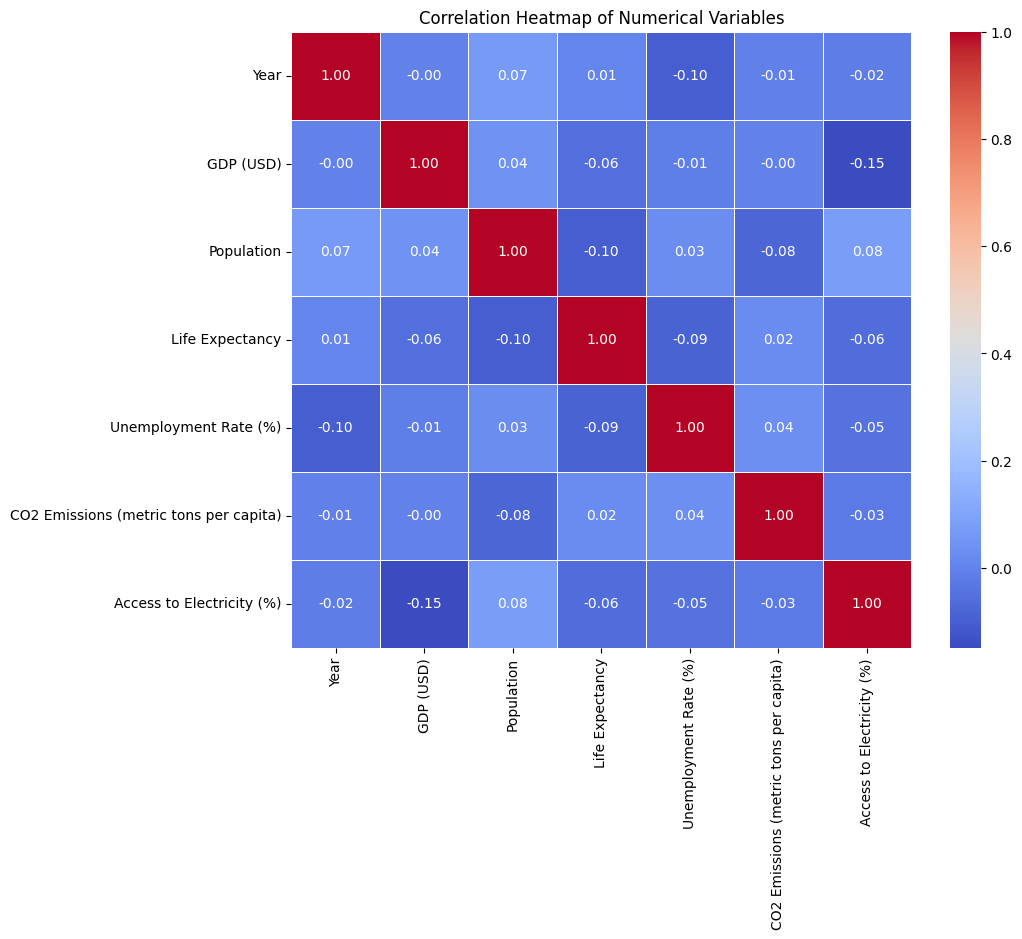 Correlation Heatmap of Numerical Variables
Year 1.00 -0.00 0.07 0.01 -0.10 -0.01 -0.02
GDP (USD) -0.00 1.00 0.04 -0.06 -0.01 -0.00 -0.15
Population 0.07 0.04 1.00 -0.10 0.03 -0.08 0.08
Life Expectancy 0.01 -0.06 -0.10 1.00 -0.09 0.02 -0.06
Unemployment Rate (%) -0.10 -0.01 0.03 -0.09 1.00 0.04 -0.05
CO2 Emissions (metric tons per capita) -0.01 -0.00 -0.08 0.02 0.04 1.00 -0.03
Access to Electricity (%) -0.02 -0.15 0.08 -0.06 -0.05 -0.03 1.00
Year
GDP (USD)
Population
Life Expectancy
Unemployment Rate (%)
CO2 Emissions (metric tons per capita)
Access to Electricity (%)
1.0
0.8
0.6
0.4
0.2
0.0